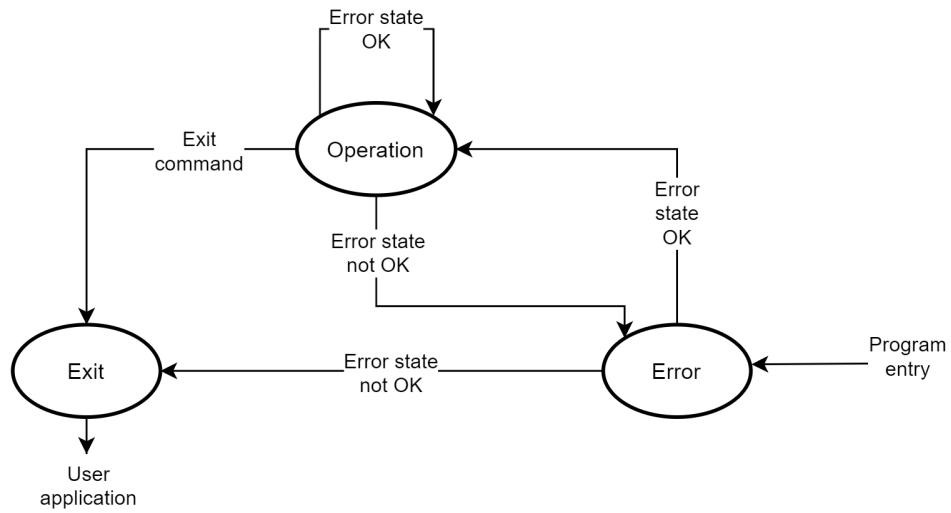 Error state
OK
Operation
Exit
command
Error
state
OK
Error state
not OK
Program
entry
Exit
Error state
not OK
Error
User
application